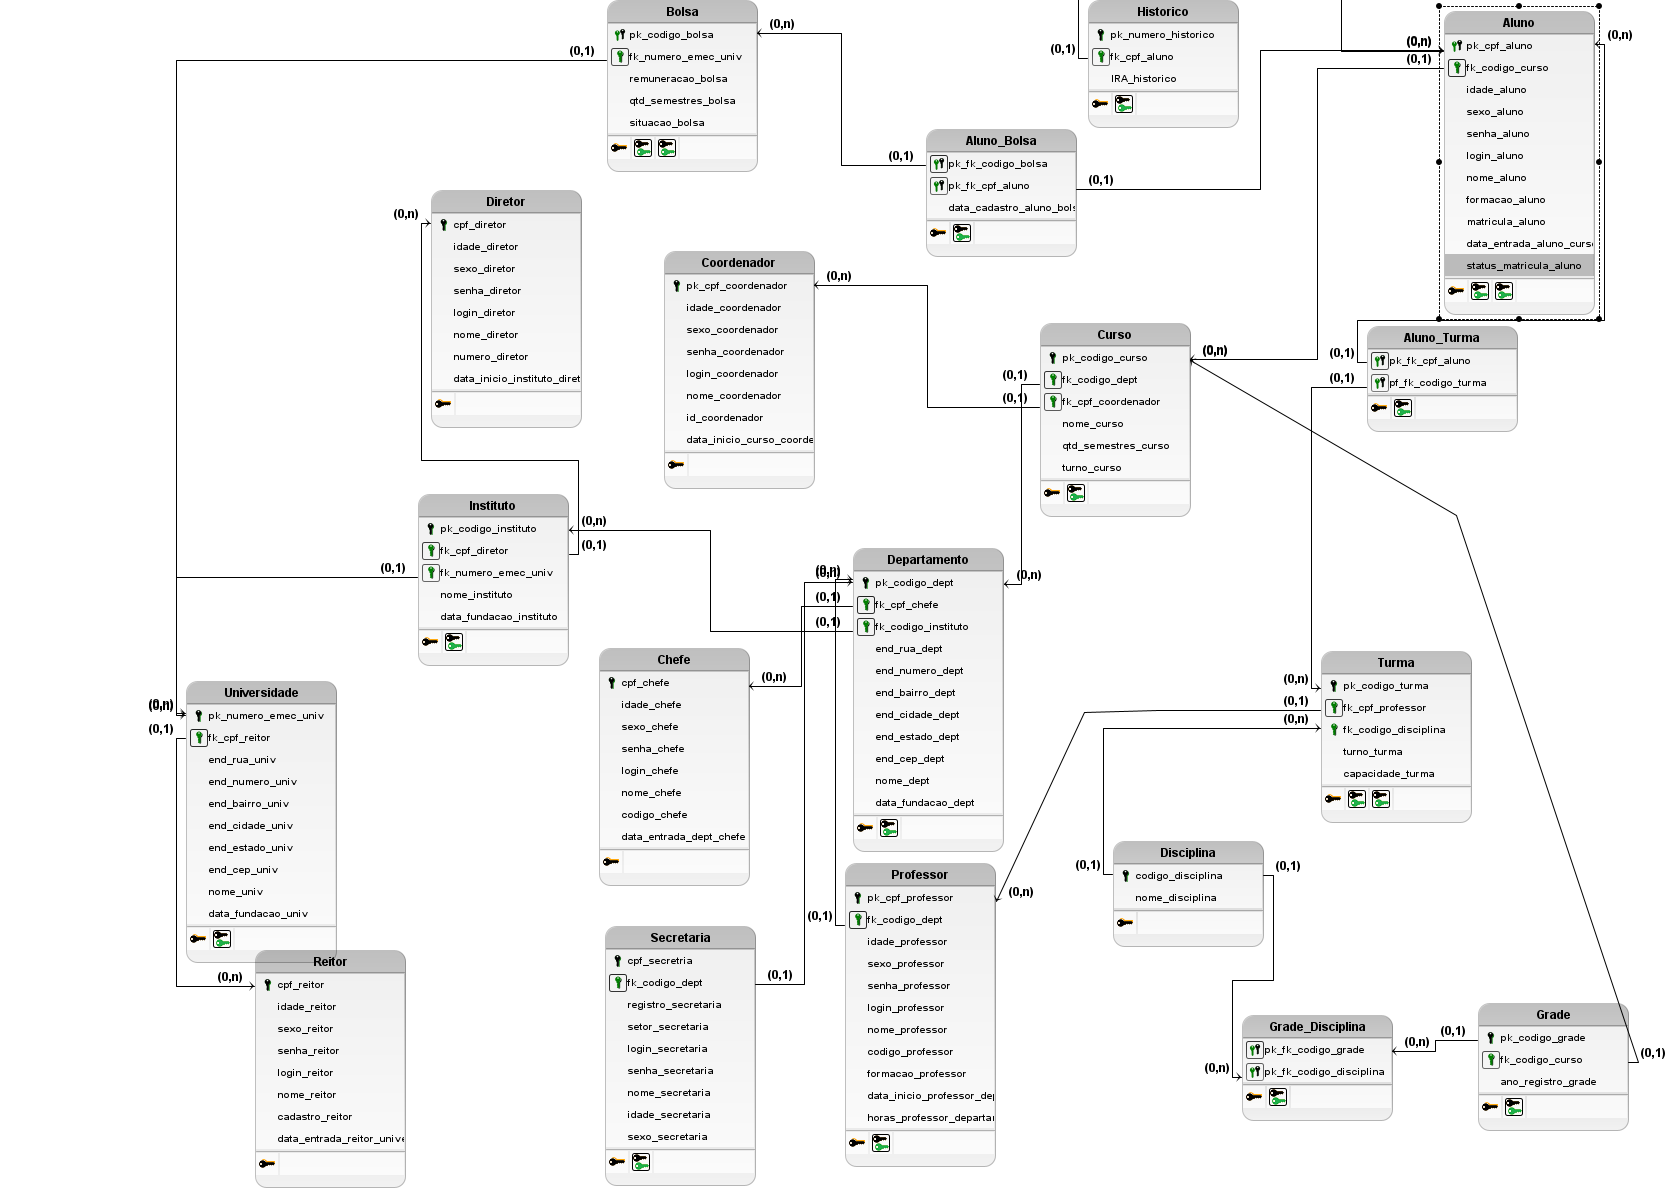 Bolsa
pk_codigo_bolsa
fk_numero_emec_univ
remuneracao_bolsa
qtd_semestres_bolsa
situacao_bolsa
(0,n)
(0,1)
Historico
pk_numero_historico
fk_cpf_aluno
IRA_historico
(0,1)
Aluno
pk_cpf_aluno
fk_codigo_curso
idade_aluno
sexo_aluno
senha_aluno
login_aluno
nome_aluno
formacao_aluno
matricula_aluno
data_entrada_aluno_curs
status_matricula_aluno
(0,n)
(0,1)
(0,n)
Aluno_Bolsa
pk_fk_codigo_bolsa
pk_fk_cpf_aluno
data_cadastro_aluno_bols
(0,1)
(0,1)
Diretor
cpf_diretor
idade_diretor
sexo_diretor
senha_diretor
login_diretor
nome_diretor
numero_diretor
data_inicio_instituto_diret
(0,n)
Coordenador
pk_cpf_coordenador
idade_coordenador
sexo_coordenador
senha_coordenador
login_coordenador
nome_coordenador
id_coordenador
data_inicio_curso_coorde
(0,n)
Curso
pk_codigo_curso
fk_codigo_dept
fk_cpf_coordenador
nome_curso
qtd_semestres_curso
turno_curso
(0,n)
(0,1)
(0,1)
Aluno_Turma
pk_fk_cpf_aluno
pf_fk_codigo_turma
(0,1)
(0,1)
Instituto
pk_codigo_instituto
fk_cpf_diretor
fk_numero_emec_univ
nome_instituto
data_fundacao_instituto
(0,n)
(0,1)
(0,1)
Departamento
pk_codigo_dept
fk_cpf_chefe
fk_codigo_instituto
end_rua_dept
end_numero_dept
end_bairro_dept
end_cidade_dept
end_estado_dept
end_cep_dept
nome_dept
data_fundacao_dept
(0,n)
(0,n)
(0,1)
(0,1)
(0,n)
Chefe
cpf_chefe
idade_chefe
sexo_chefe
senha_chefe
login_chefe
nome_chefe
codigo_chefe
data_entrada_dept_chefe
(0,n)
Turma
pk_codigo_turma
fk_cpf_professor
fk_codigo_disciplina
turno_turma
capacidade_turma
(0,n)
(0,1)
(0,n)
Universidade
pk_numero_emec_univ
fk_cpf_reitor
end_rua_univ
end_numero_univ
end_bairro_univ
end_cidade_univ
end_estado_univ
end_cep_univ
nome_univ
data_fundacao_univ
(0,n)
(0,n)
(0,1)
Disciplina
codigo_disciplina
nome_disciplina
(0,1)
(0,1)
Professor
pk_cpf_professor
fk_codigo_dept
idade_professor
sexo_professor
senha_professor
login_professor
nome_professor
codigo_professor
formacao_professor
data_inicio_professor_dep
horas_professor_departar
(0,n)
(0,1)
Secretaria
cpf_secretria
fk_codigo_dept
registro_secretaria
setor_secretaria
login_secretaria
senha_secretaria
nome_secretaria
idade_secretaria
sexo_secretaria
(0,1)
Reitor
cpf_reitor
idade_reitor
sexo_reitor
senha_reitor
login_reitor
nome_reitor
cadastro_reitor
data_entrada_reitor_unive
(0,n)
Grade_Disciplina
pk_fk_codigo_grade
pk_fk_codigo_disciplina
(0,n)
(0,n)
Grade
pk_codigo_grade
fk_codigo_curso
ano_registro_grade
(0,1)
(0,1)